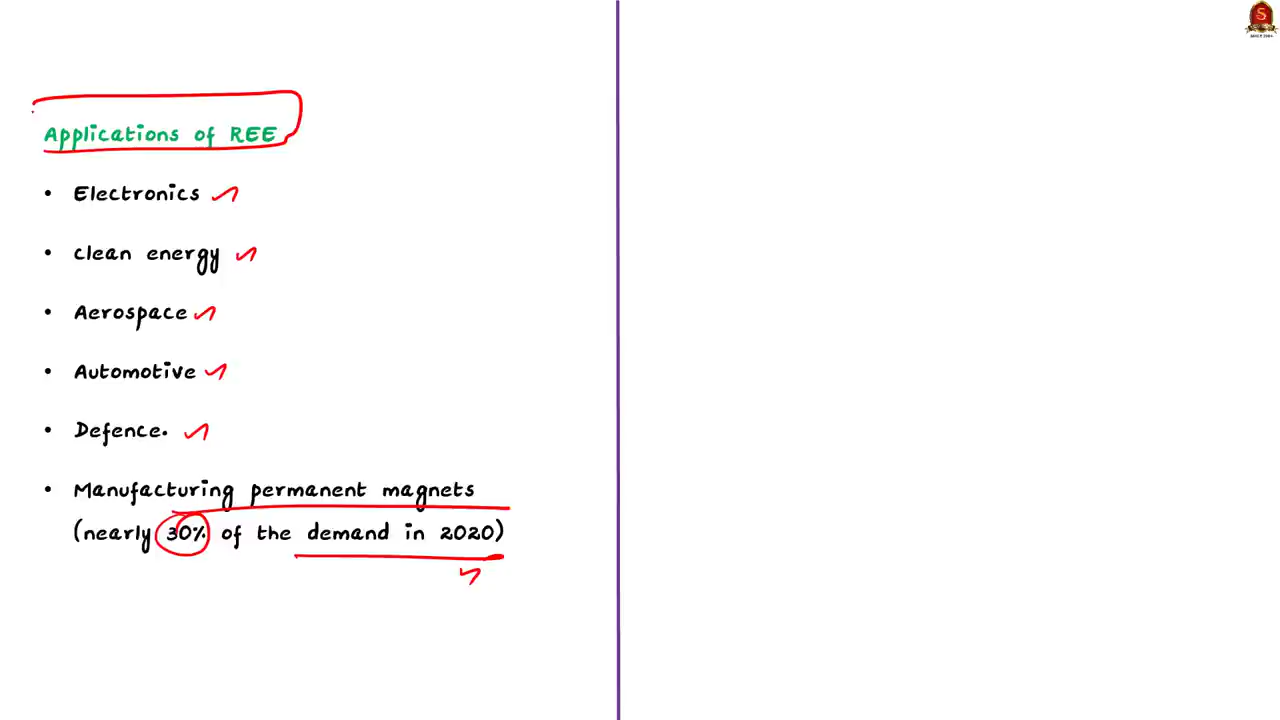 Applications of REE
• Electronics
• clean energy
• Aerospace
• Automotive
• Defence.
• Manufacturing permanent magnets
(nearly 30% of the demand in 2020)
S